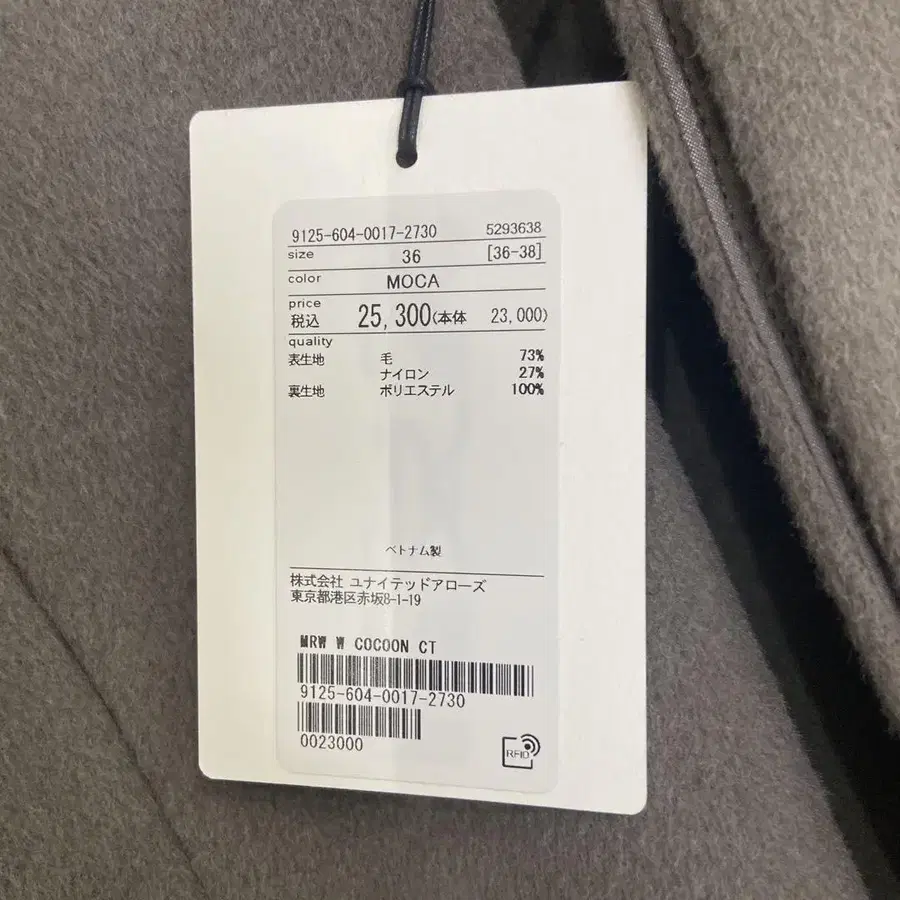 9125-604-0017-2730 5293638
size 36 [36-38]
color MOCA
price
税込 25,300(本体 23,000)
quality
表生地 毛 73%
ナイロン 27%
裏生地 ポリエステル 100%
ベトナム製
株式会社 ユナイテッドアローズ
東京都港区赤坂8-1-19
MRW W COCOON CT
9125-604-0017-2730
0023000
RFID